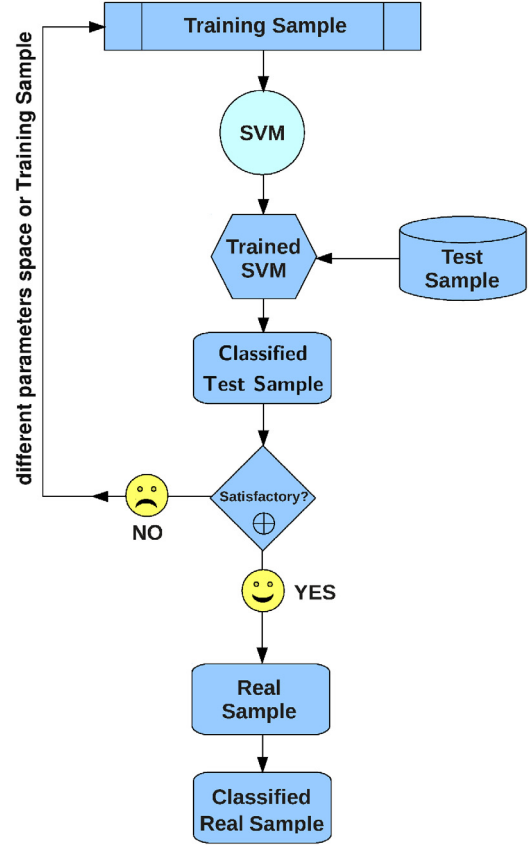 Training Sample
different parameters space or Training Sample
SVM
Trained
SVM
Test
Sample
Classified
Test Sample
Satisfactory?
NO
YES
Real
Sample
Classified
Real Sample